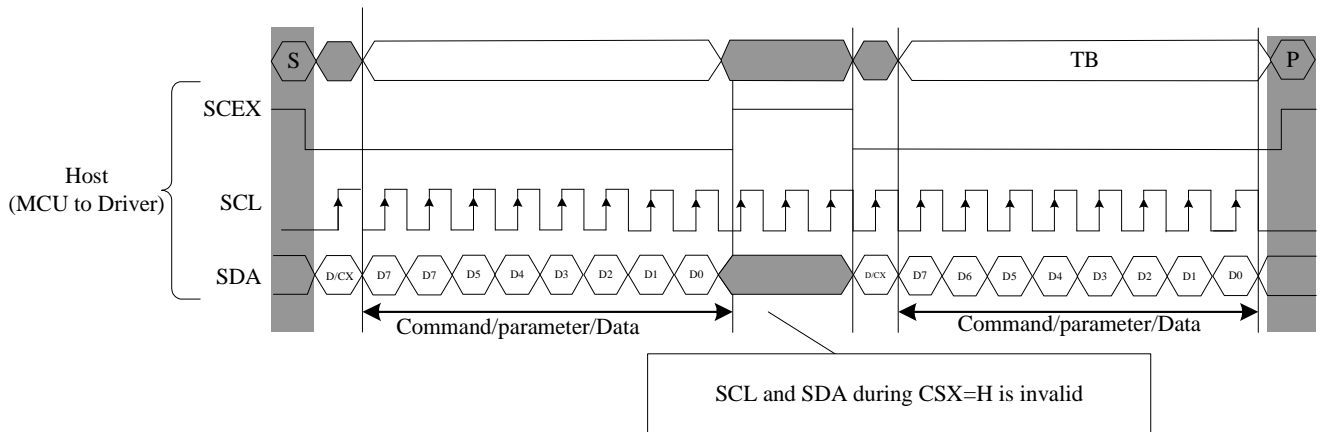 S TB P
SCEX
Host
(MCU to Driver)
SCL
SDA D/CX D7 D7 D5 D4 D3 D2 D1 D0 D/CX D7 D6 D5 D4 D3 D2 D1 D0
Command/parameter/Data Command/parameter/Data
SCL and SDA during CSX=H is invalid